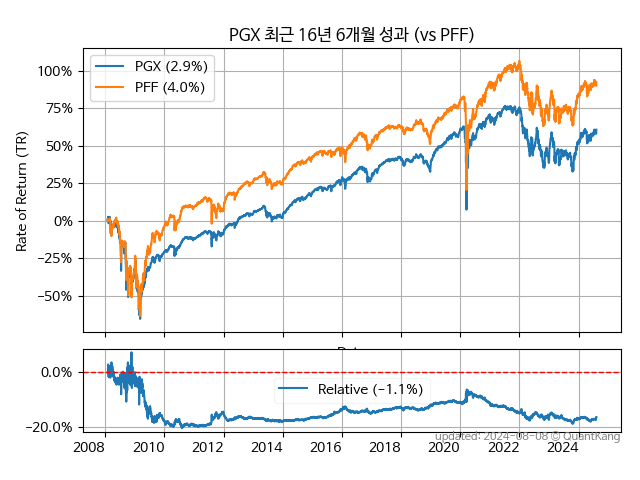 PGX 최근 16년 6개월 성과 (vs PFF)
PGX (2.9%)
PFF (4.0%)
Rate of Return (TR)
100%
75%
50%
25%
0%
−25%
−50%
0.0%
−20.0%
Relative (−1.1%)
2008 2010 2012 2014 2016 2018 2020 2022 2024
updated: 2024-08-08 © QuantKang